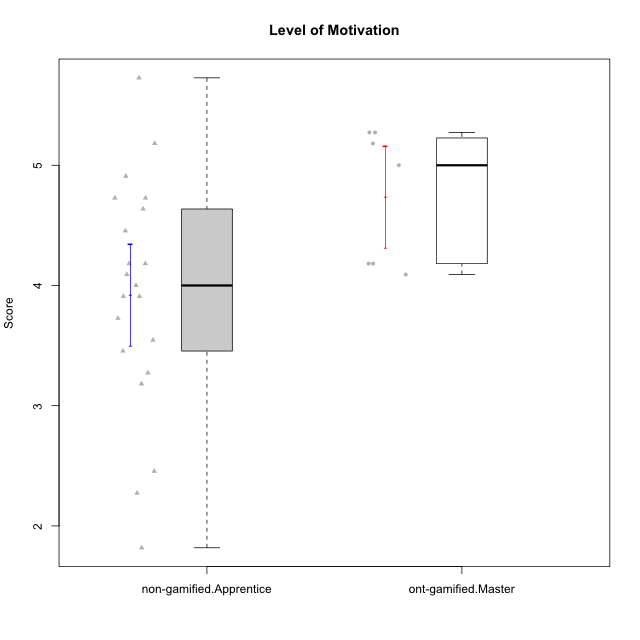 Level of Motivation
Score
5
4
3
2
non-gamified.Apprentice
ont-gamified.Master